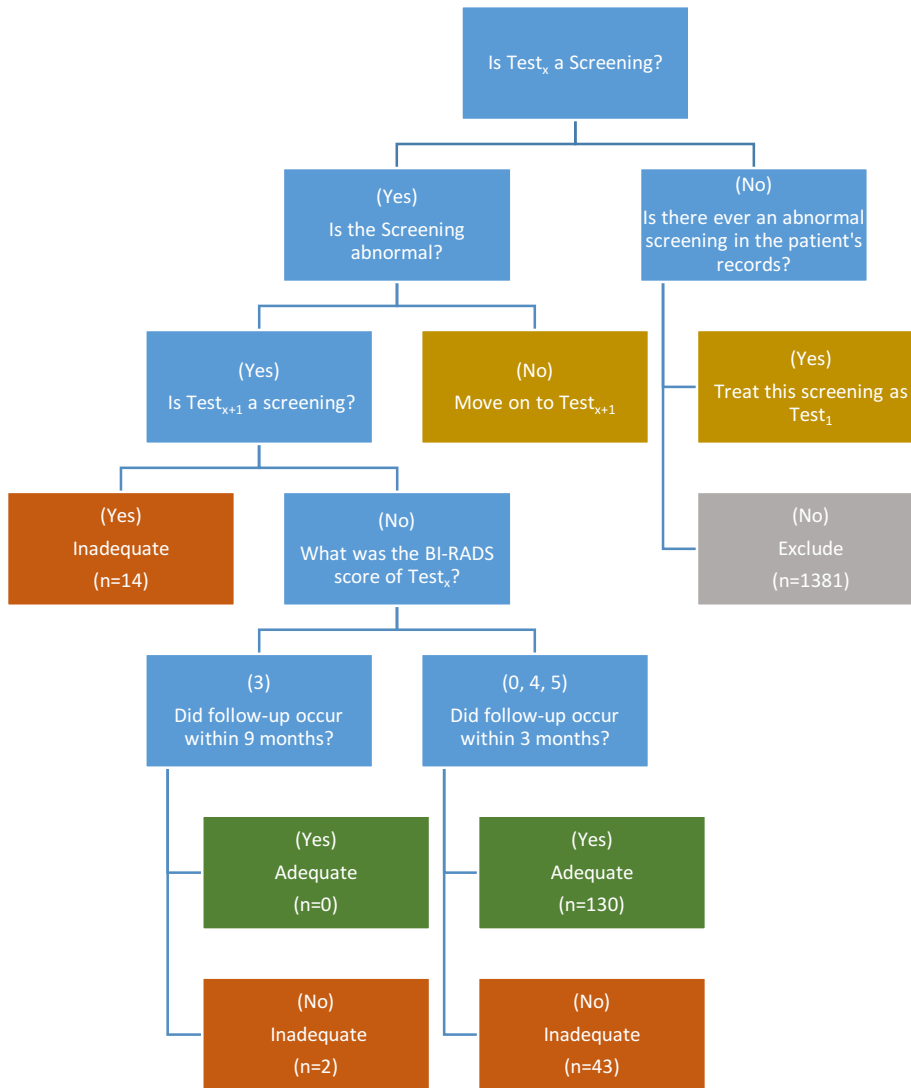 Is Testₓ a Screening?
(Yes)
Is the Screening
abnormal?
(No)
Is there ever an abnormal
screening in the patient's
records?
(Yes)
Is Testₓ₊₁ a screening?
(No)
Move on to Testₓ₊₁
(Yes)
Treat this screening as
Test₁
(Yes)
Inadequate
(n=14)
(No)
What was the BI-RADS
score of Testₓ?
(No)
Exclude
(n=1381)
(3)
Did follow-up occur
within 9 months?
(0, 4, 5)
Did follow-up occur
within 3 months?
(Yes)
Adequate
(n=0)
(Yes)
Adequate
(n=130)
(No)
Inadequate
(n=2)
(No)
Inadequate
(n=43)